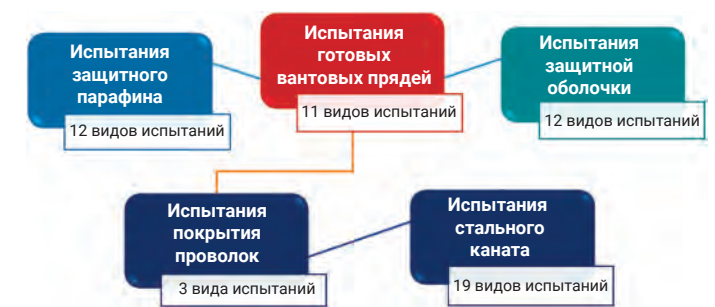 Испытания
защитного
парафина
12 видов испытаний
Испытания
готовых
вантовых прядей
11 видов испытаний
Испытания
защитной
оболочки
12 видов испытаний
Испытания
покрытия
проволок
3 вида испытаний
Испытания
стального
каната
19 видов испытаний